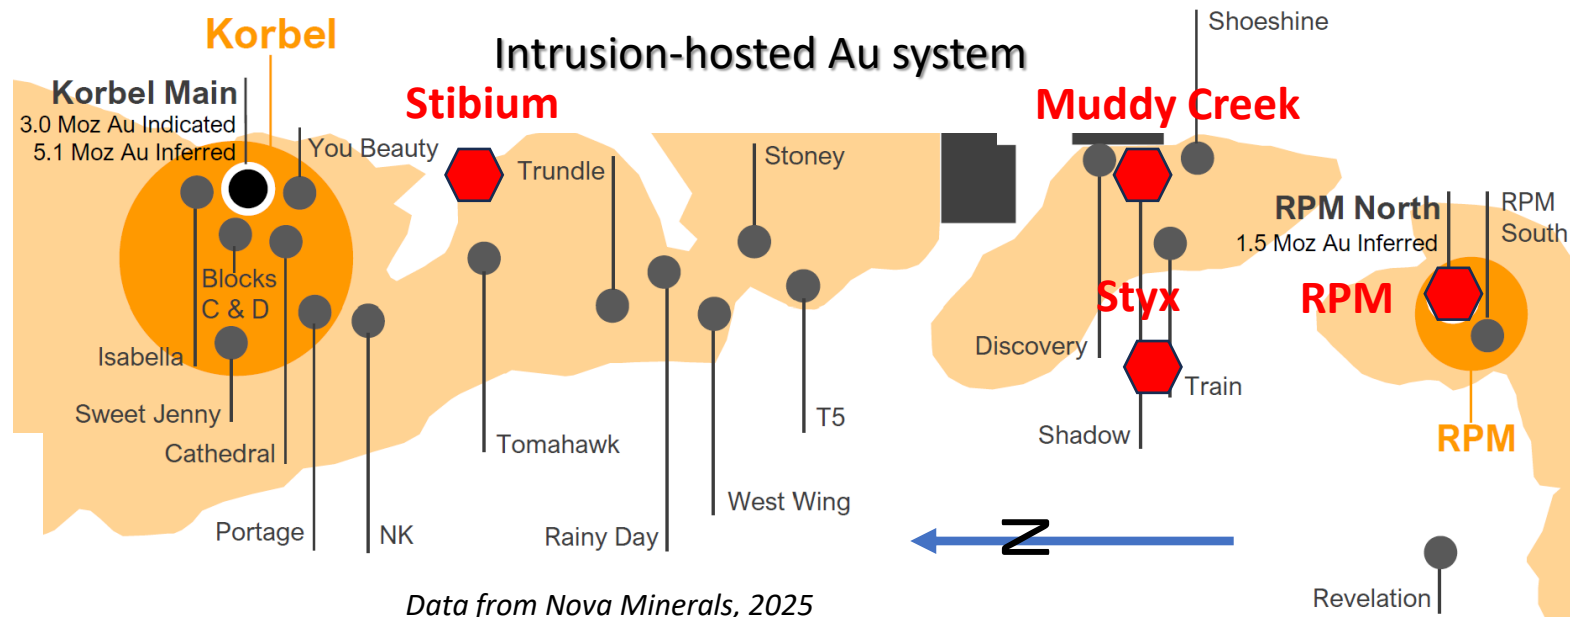 Shoeshine
Korbel
Intrusion-hosted Au system
Korbel Main
3.0 Moz Au Indicated
5.1 Moz Au Inferred
Stibium
Muddy Creek
You Beauty
Trundle
Stoney
RPM North
1.5 Moz Au Inferred
RPM
South
Blocks
C & D
Styx
RPM
Isabella
Discovery
Train
Sweet Jenny
T5
Shadow
RPM
Cathedral
Tomahawk
West Wing
Portage
NK
Rainy Day
N
Revelation
Data from Nova Minerals, 2025